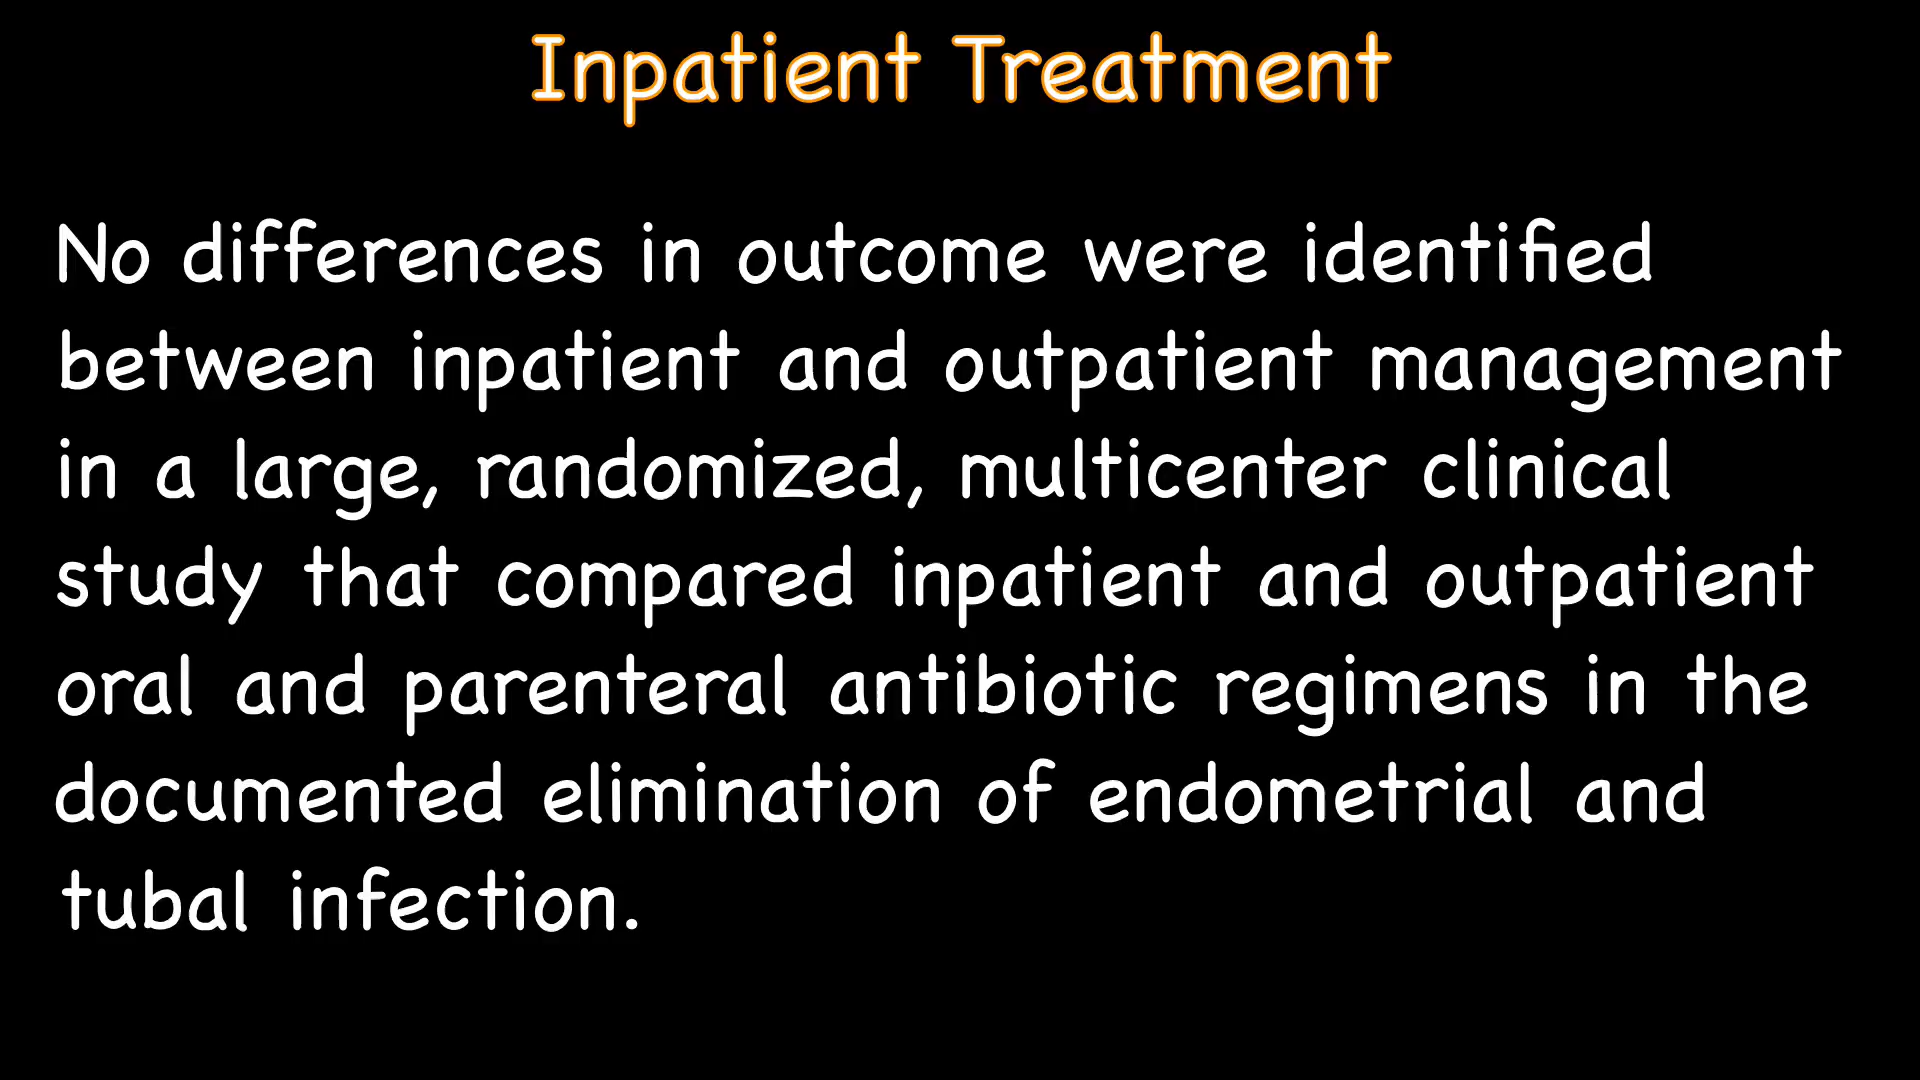 Inpatient Treatment
No differences in outcome were identified
between inpatient and outpatient management
in a large, randomized, multicenter clinical
study that compared inpatient and outpatient
oral and parenteral antibiotic regimens in the
documented elimination of endometrial and
tubal infection.